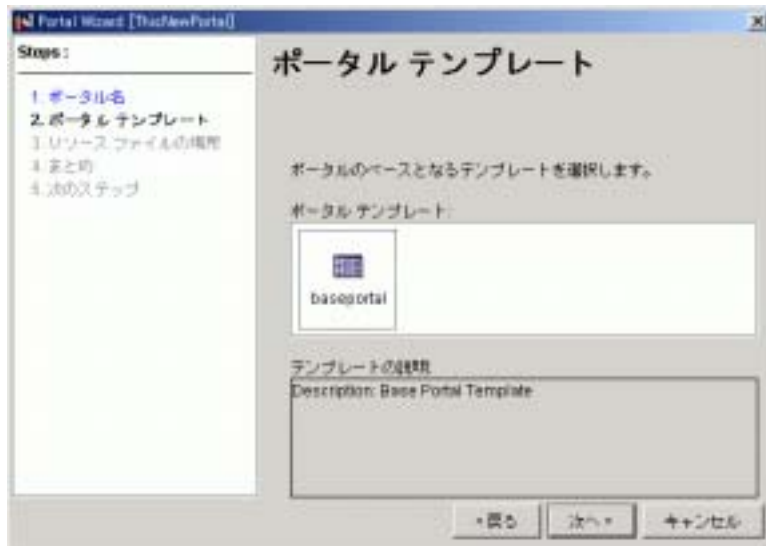 Portal Wizard [ThisNewPortal]
Steps :
1. ポータル名
2. ポータル テンプレート
3. リソース ファイルの場所
4. まとめ
5. 次のステップ
ポータル テンプレート
ポータルのベースとなるテンプレートを選択します。
ポータル テンプレート:
baseportal
テンプレートの説明
Description: Base Portal Template
戻る
次へ
キャンセル